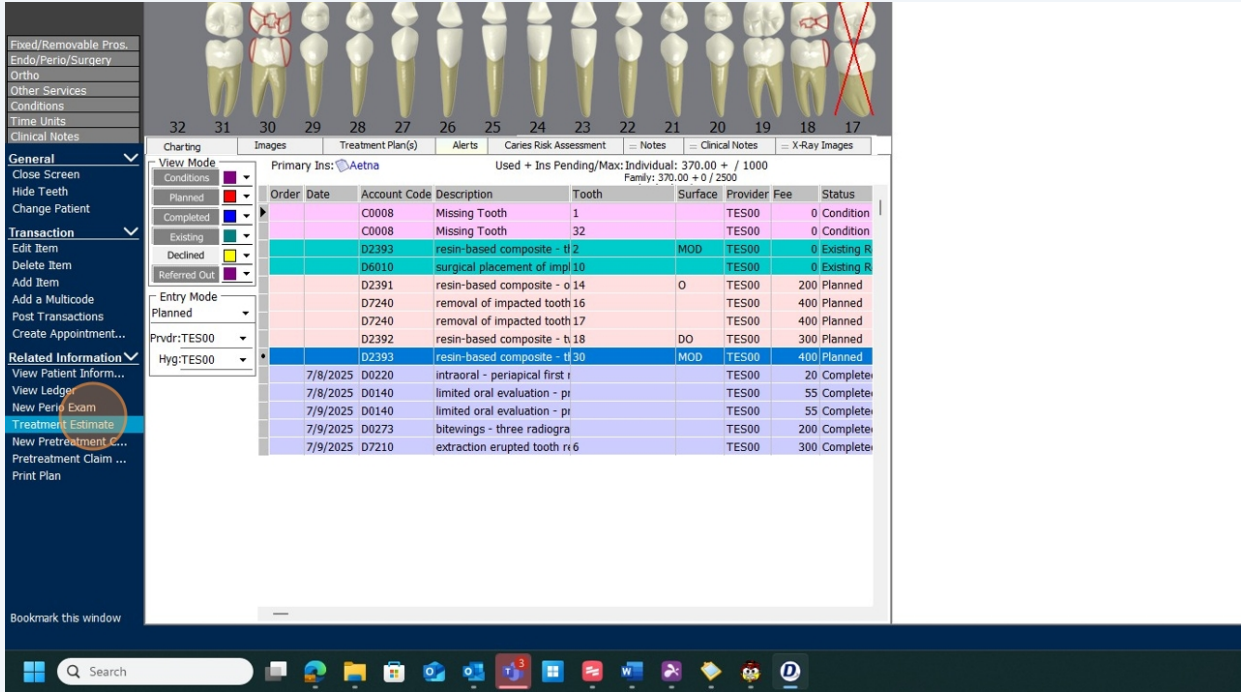 Fixed/Removable Pros.
Endo/Perio/Surgery
Ortho
Other Services
Conditions
Time Units
Clinical Notes
General
Close Screen
Hide Teeth
Change Patient
Transaction
Edit Item
Delete Item
Add Item
Add a Multicode
Post Transactions
Create Appointment...
Related Information
View Patient Inform...
View Ledger
New Perio Exam
Treatment Estimate
New Pretreatment C...
Pretreatment Claim ...
Print Plan
Bookmark this window
32 31 30 29 28 27 26 25 24 23 22 21 20 19 18 17
Charting Images Treatment Plan(s) Alerts Caries Risk Assessment = Notes = Clinical Notes = X-Ray Images
View Mode
Conditions
Planned
Completed
Existing
Declined
Referred Out
Entry Mode
Planned
Prvdr:TES00
Hyg:TES00
Primary Ins: Aetna Used + Ins Pending/Max: Individual: 370.00 + / 1000
Family: 370.00 + 0 / 2500
Order Date Account Code Description Tooth Surface Provider Fee Status
C0008 Missing Tooth 1 TES00 0 Condition
C0008 Missing Tooth 32 TES00 0 Condition
D2393 resin-based composite - th 2 MOD TES00 0 Existing R
D6010 surgical placement of impl 10 TES00 0 Existing R
D2391 resin-based composite - o 14 O TES00 200 Planned
D7240 removal of impacted tooth 16 TES00 400 Planned
D7240 removal of impacted tooth 17 TES00 400 Planned
D2392 resin-based composite - tv 18 DO TES00 300 Planned
D2393 resin-based composite - th 30 MOD TES00 400 Planned
7/8/2025 D0220 intraoral - periapical first r TES00 20 Complete
7/8/2025 D0140 limited oral evaluation - pr TES00 55 Complete
7/9/2025 D0140 limited oral evaluation - pr TES00 55 Complete
7/9/2025 D0273 bitewings - three radiogra TES00 200 Complete
7/9/2025 D7210 extraction erupted tooth re 6 TES00 300 Complete
Search
3